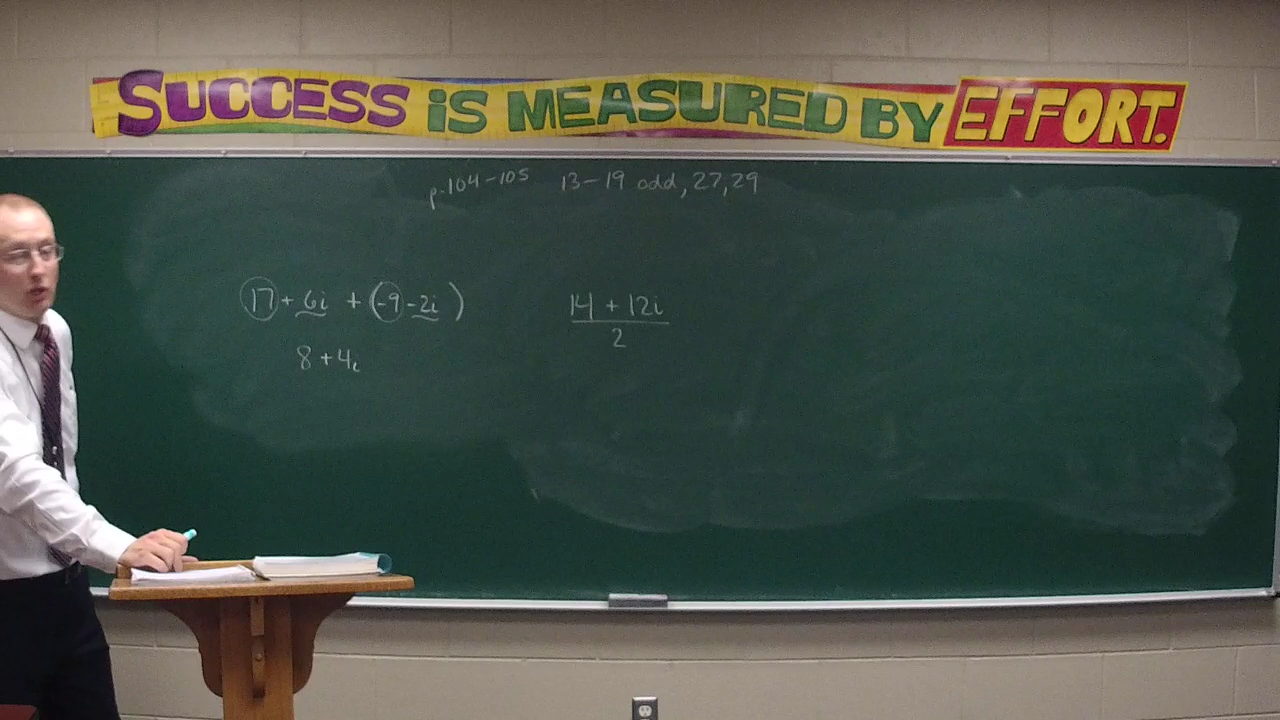 SUCCESS IS MEASURED BY EFFORT.
p. 104-105 13-19 odd, 27, 29
17 + 6i + (-9 - 2i)
8 + 4i
14 + 12i
2